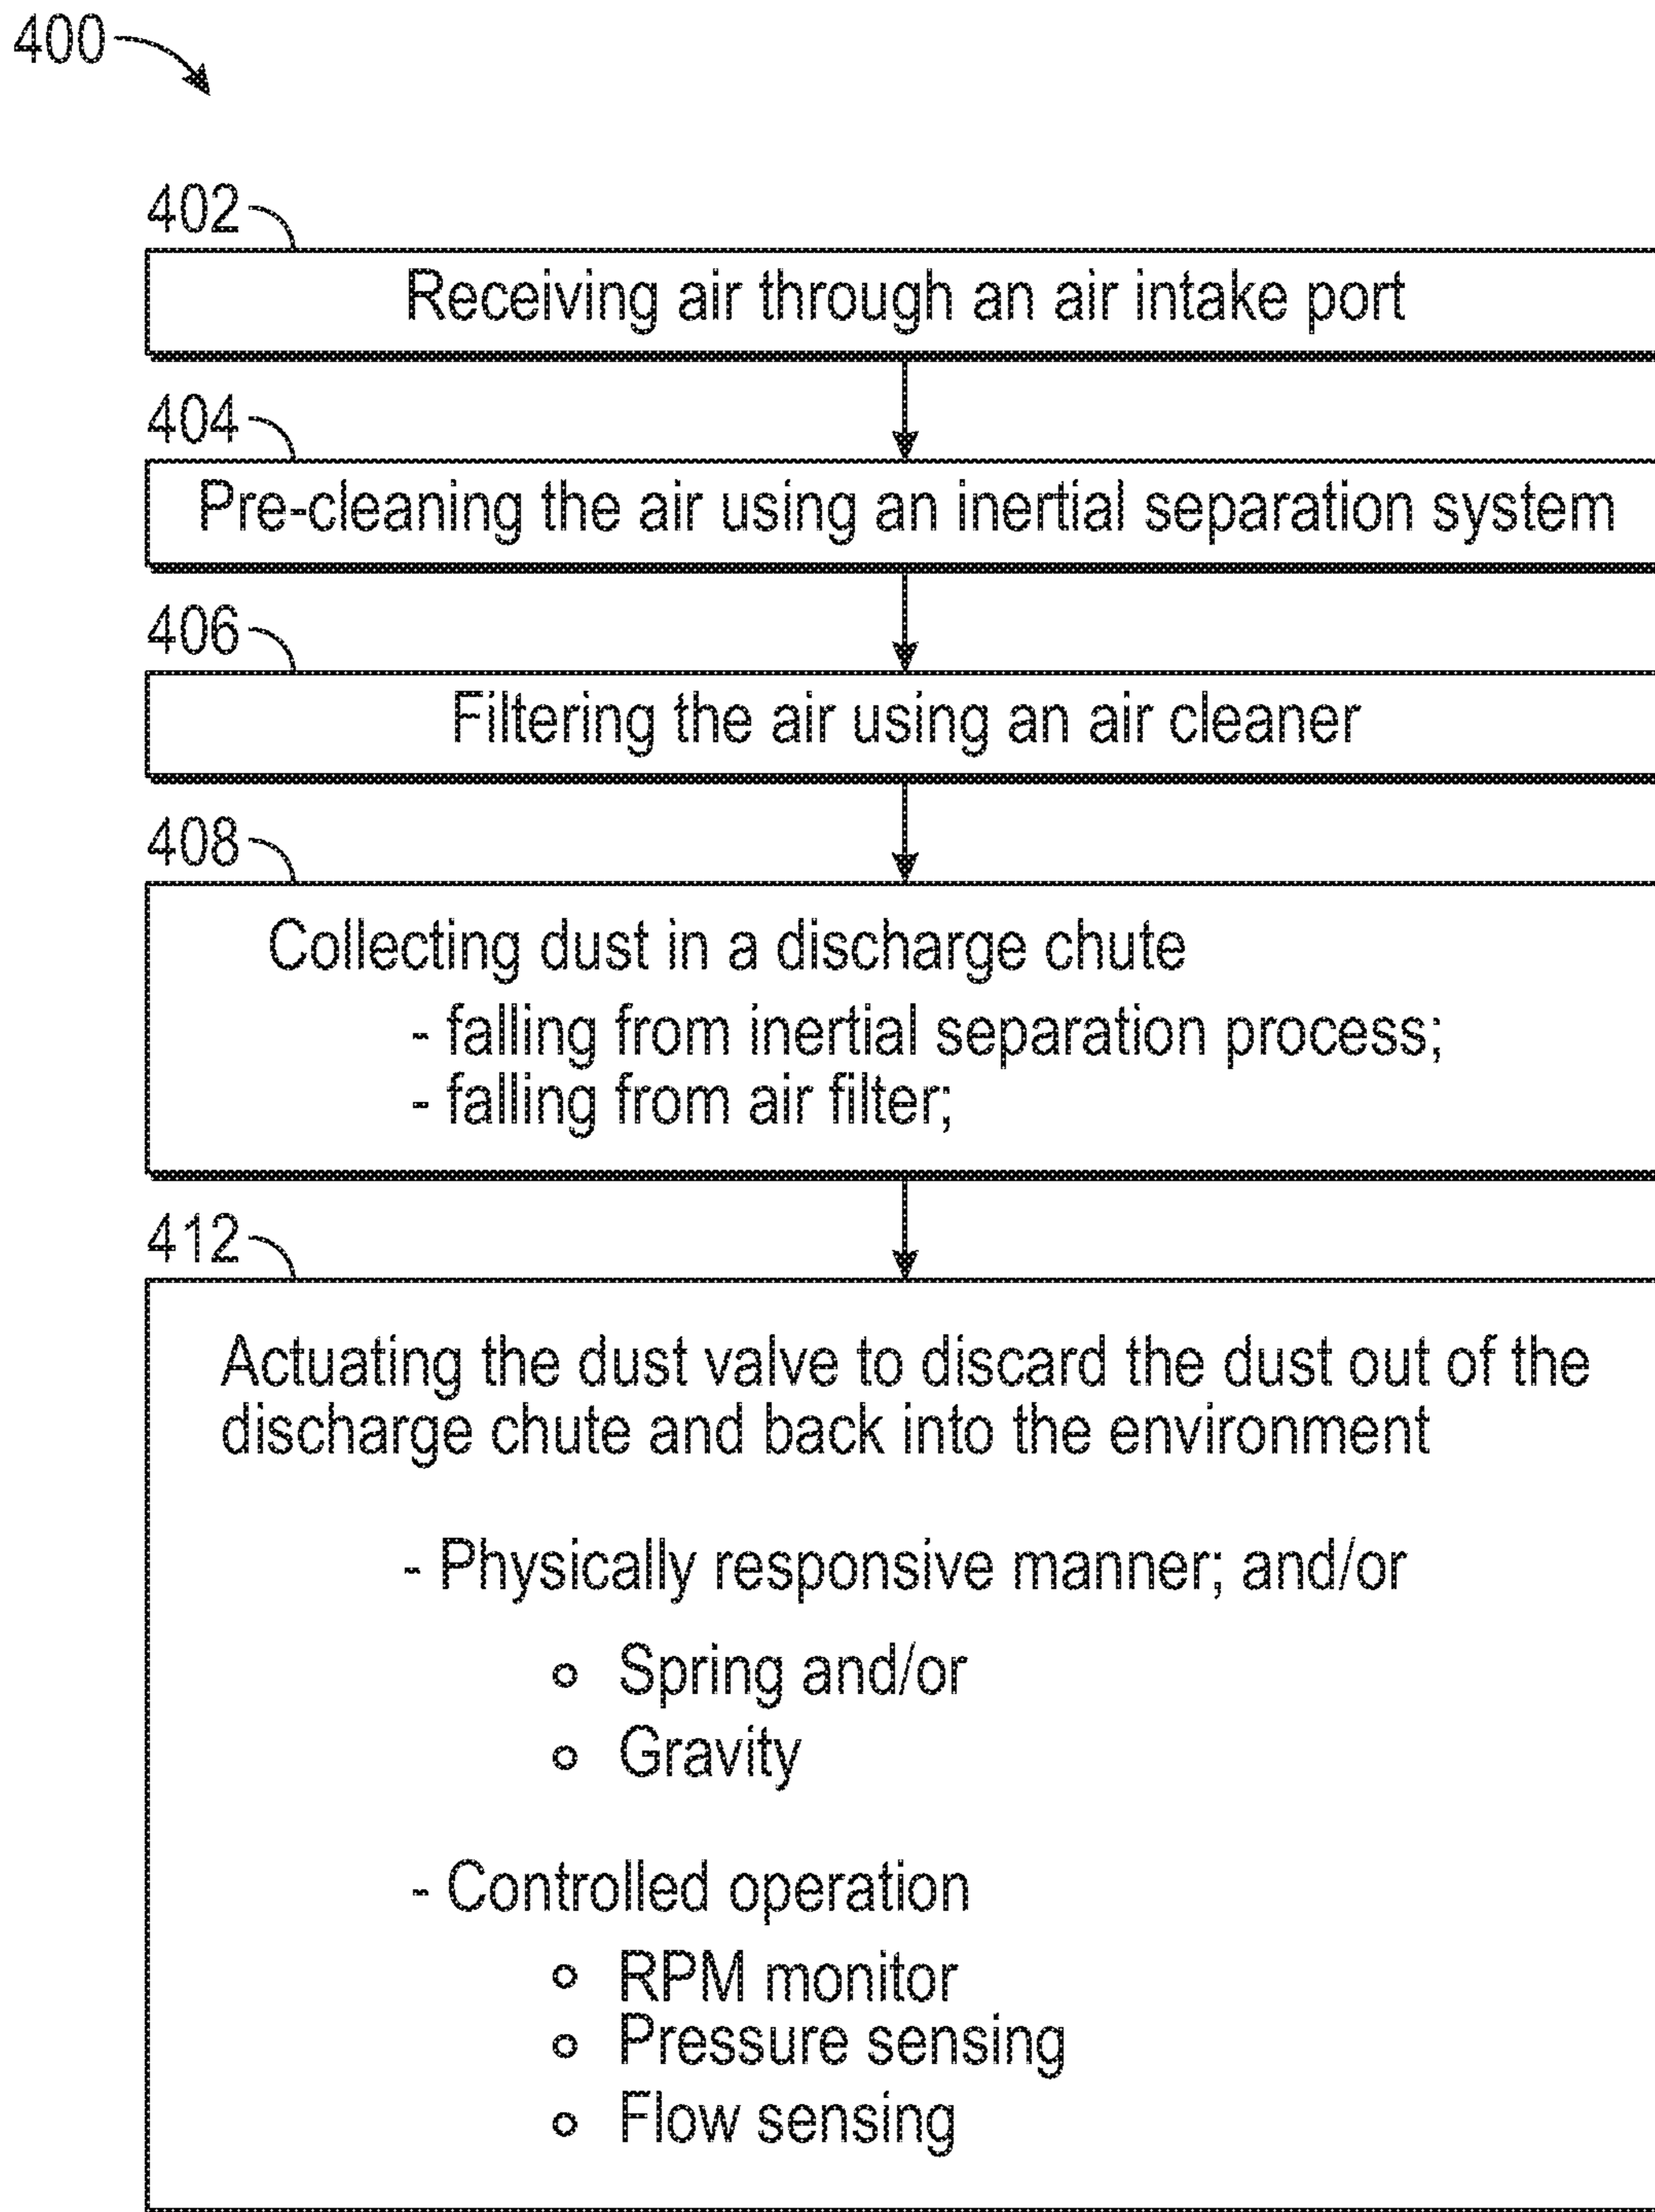 400
402
Receiving air through an air intake port
404
Pre-cleaning the air using an inertial separation system
406
Filtering the air using an air cleaner
408
Collecting dust in a discharge chute
- falling from inertial separation process;
- falling from air filter;
412
Actuating the dust valve to discard the dust out of the
discharge chute and back into the environment
- Physically responsive manner; and/or
o Spring and/or
o Gravity
- Controlled operation
o RPM monitor
o Pressure sensing
o Flow sensing